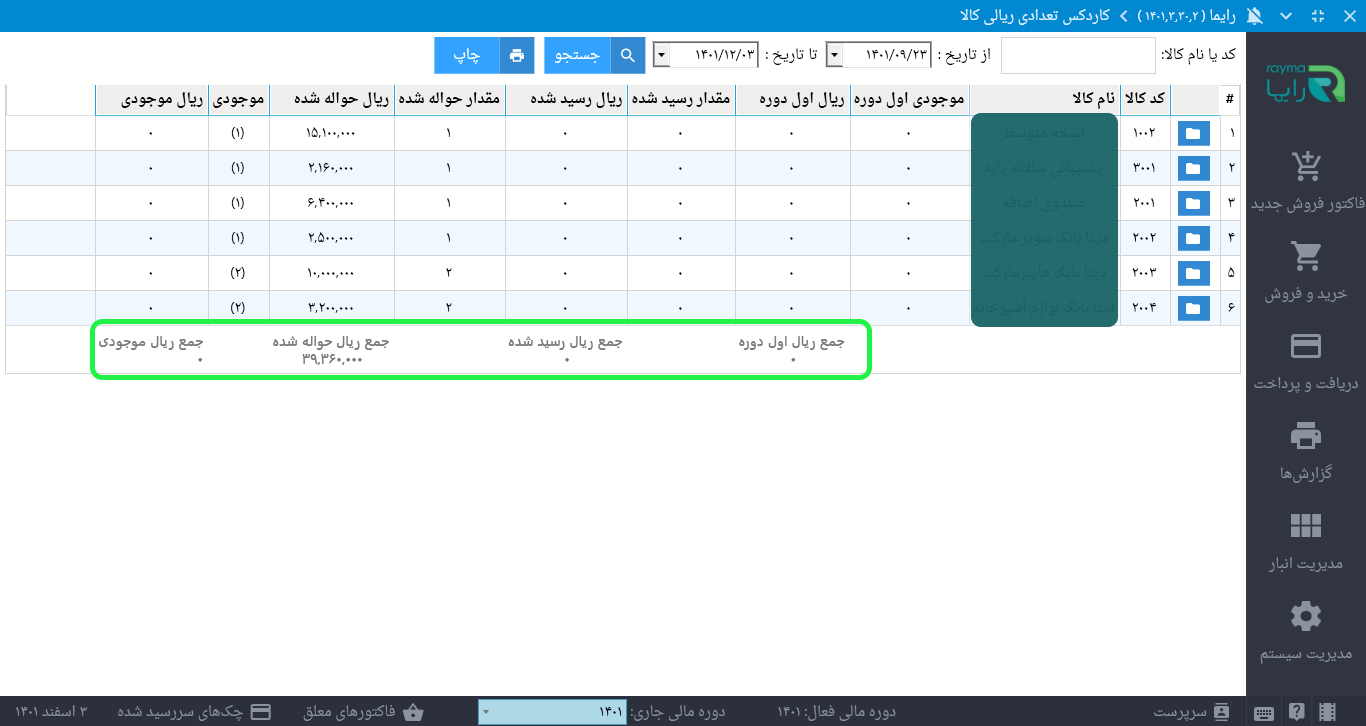 رایما ( ۱۴۰۱,۳,۳۰,۲ ) > کاردکس تعدادی ریالی کالا
کد یا نام کالا: از تاریخ : ۱۴۰۱/۰۹/۲۳ تا تاریخ : ۱۴۰۱/۱۲/۰۳ جستجو چاپ
# کد کالا نام کالا موجودی اول دوره ریال اول دوره مقدار رسید شده ریال رسید شده مقدار حواله شده ریال حواله شده موجودی ریال موجودی
۱ ۱۰۰۲ نسخه متوسط ۰ ۰ ۰ ۰ ۱ ۱۵,۱۰۰,۰۰۰ (۱) ۰
۲ ۳۰۰۱ پشتیبانی سالانه پایه ۰ ۰ ۰ ۰ ۱ ۲,۱۶۰,۰۰۰ (۱) ۰
۳ ۲۰۰۱ صندوق اضافه ۰ ۰ ۰ ۰ ۱ ۶,۴۰۰,۰۰۰ (۱) ۰
۴ ۲۰۰۲ دیتا بانک سوپر مارکت ۰ ۰ ۰ ۰ ۱ ۲,۵۰۰,۰۰۰ (۱) ۰
۵ ۲۰۰۳ دیتا بانک هایپرمارکت ۰ ۰ ۰ ۰ ۲ ۱۰,۰۰۰,۰۰۰ (۲) ۰
۶ ۲۰۰۴ دیتا بانک لوازم آشپزخانه ۰ ۰ ۰ ۰ ۲ ۳,۲۰۰,۰۰۰ (۲) ۰
جمع ریال اول دوره جمع ریال رسید شده جمع ریال حواله شده جمع ریال موجودی
۰ ۰ ۳۹,۳۶۰,۰۰۰ ۰
rayma
رایما
فاکتور فروش جدید
خرید و فروش
دریافت و پرداخت
گزارش‌ها
مدیریت انبار
مدیریت سیستم
سرپرست دوره مالی فعال: ۱۴۰۱ دوره مالی جاری: ۱۴۰۱ فاکتورهای معلق چک‌های سررسید شده ۳ اسفند ۱۴۰۱